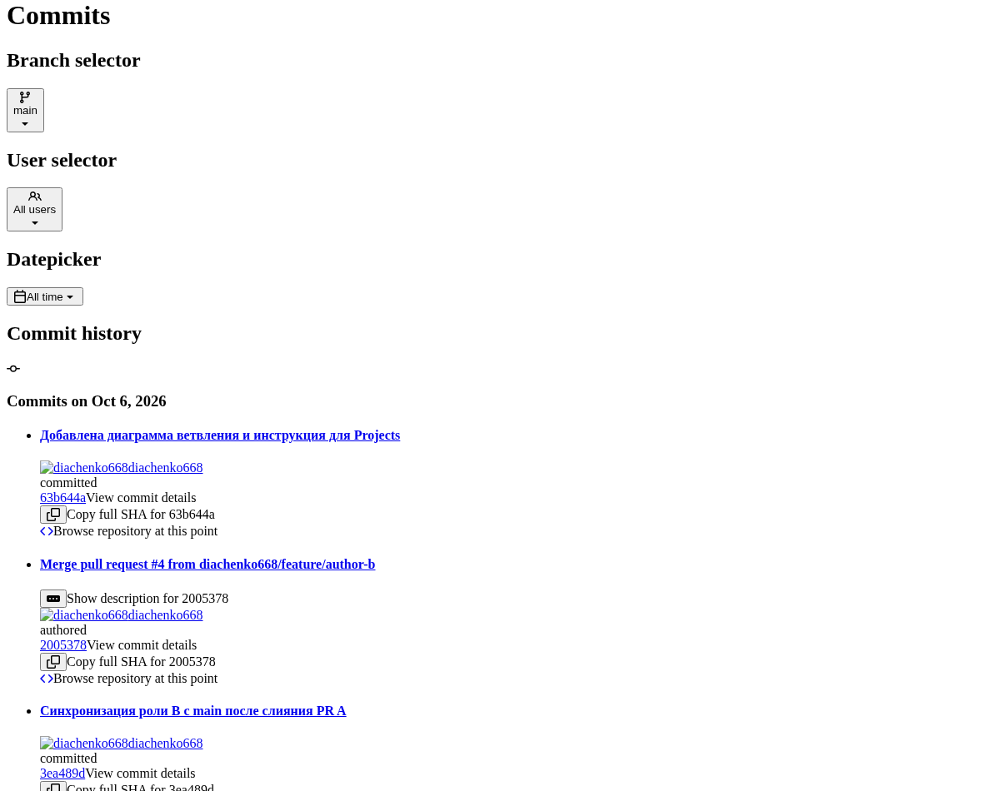 Commits
Branch selector
main
User selector
All users
Datepicker
All time
Commit history
Commits on Oct 6, 2026
Добавлена диаграмма ветвления и инструкция для Projects
diachenko668diachenko668
committed
63b644aView commit details
Copy full SHA for 63b644a
Browse repository at this point
Merge pull request #4 from diachenko668/feature/author-b
Show description for 2005378
diachenko668diachenko668
authored
2005378View commit details
Copy full SHA for 2005378
Browse repository at this point
Синхронизация роли B с main после слияния PR A
diachenko668diachenko668
committed
3ea489dView commit details
Copy full SHA for 3ea489d